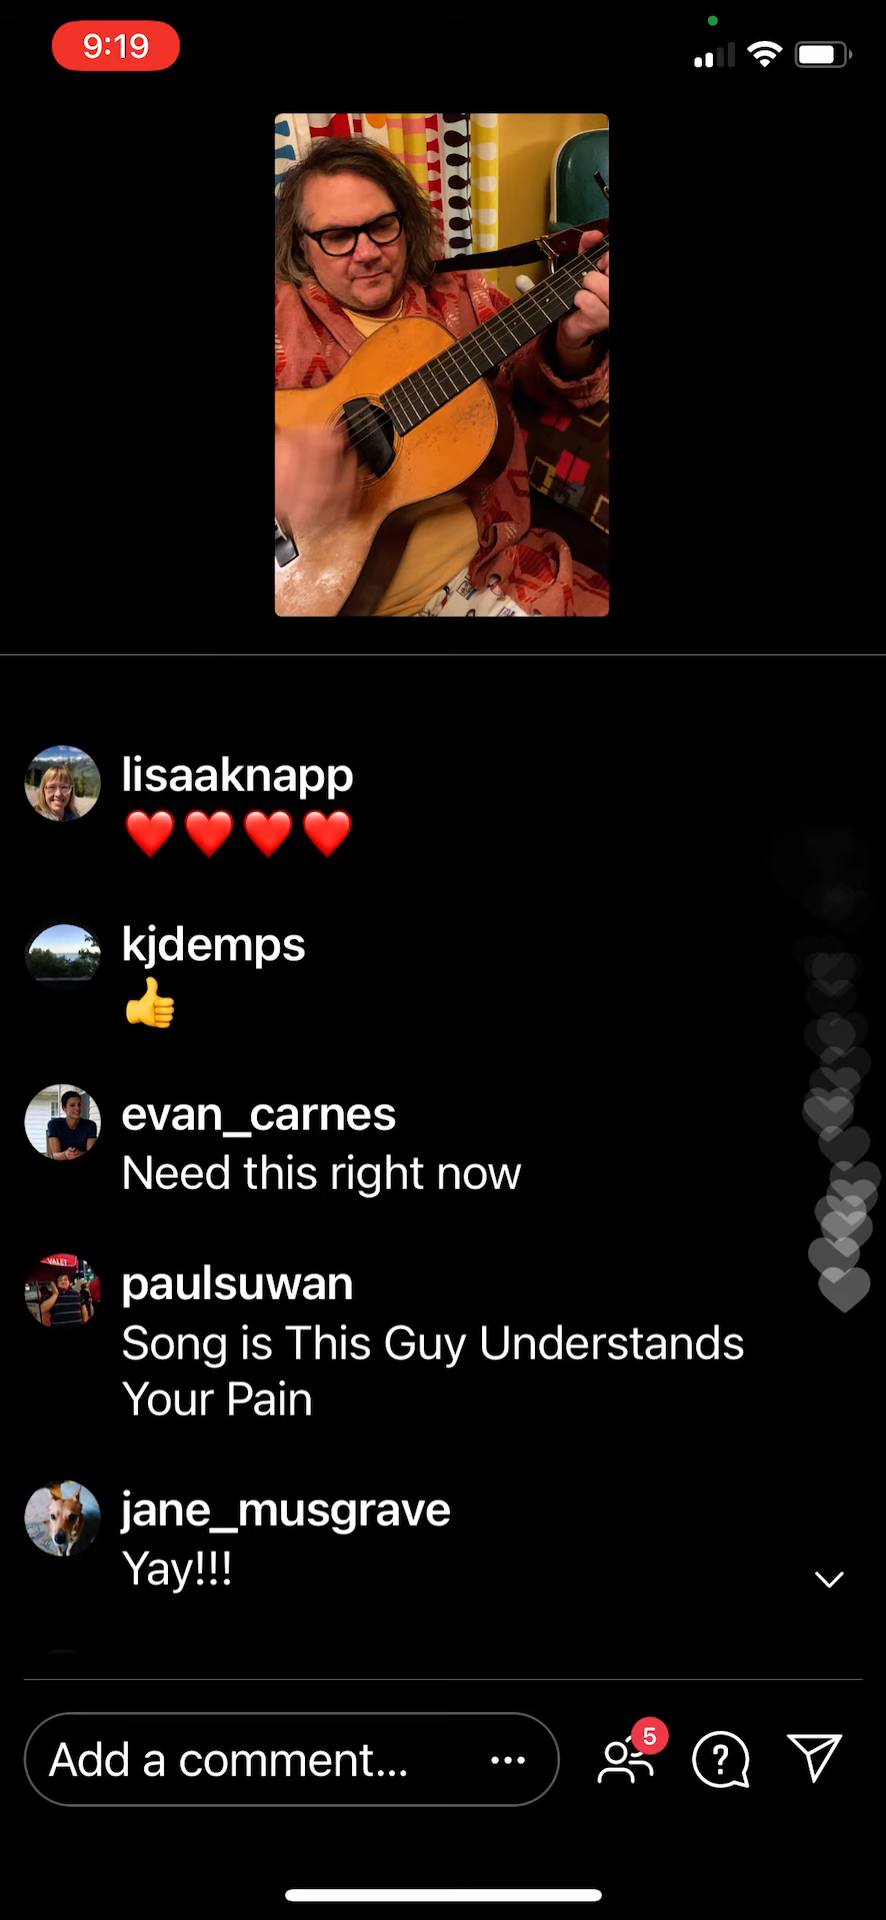 9:19
lisaaknapp
❤️❤️❤️❤️
kjdemps
👍
evan_carnes
Need this right now
VALET
paulsuwan
Song is This Guy Understands
Your Pain
jane_musgrave
Yay!!!
Add a comment...
5